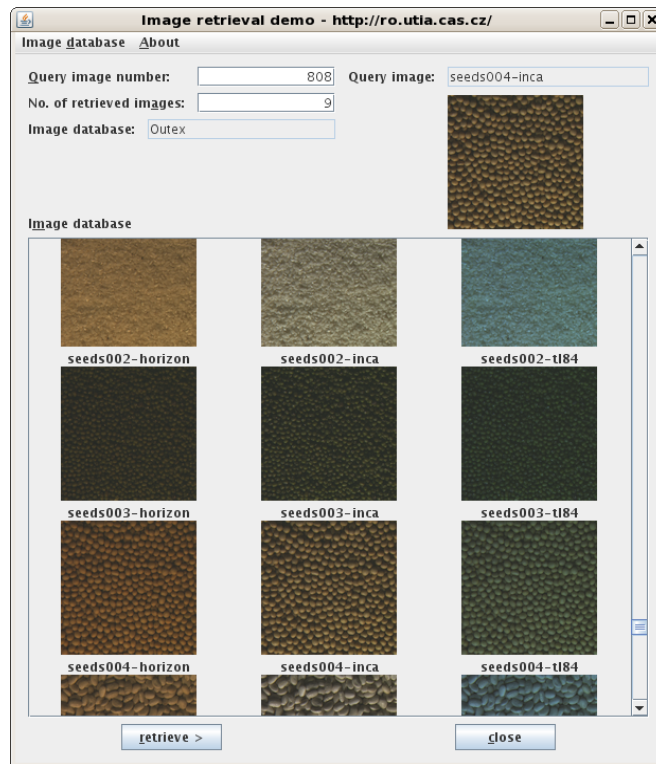 Image retrieval demo - http://ro.utia.cas.cz/
Image database About
Query image number: 808 Query image: seeds004-inca
No. of retrieved images: 9
Image database: Outex
Image database
seeds002-horizon seeds002-inca seeds002-tl84
seeds003-horizon seeds003-inca seeds003-tl84
seeds004-horizon seeds004-inca seeds004-tl84
retrieve > close